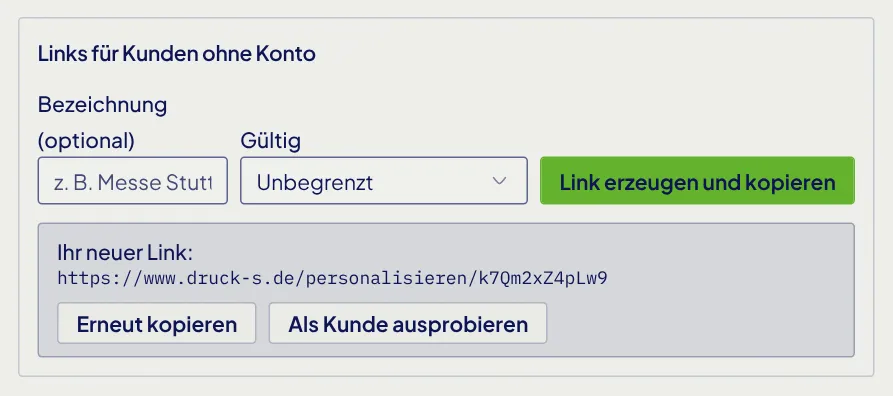 Links für Kunden ohne Konto
Bezeichnung
(optional)
Gültig
z. B. Messe Stutt
Unbegrenzt
Link erzeugen und kopieren
Ihr neuer Link:
https://www.druck-s.de/personalisieren/k7Qm2xZ4pLw9
Erneut kopieren
Als Kunde ausprobieren